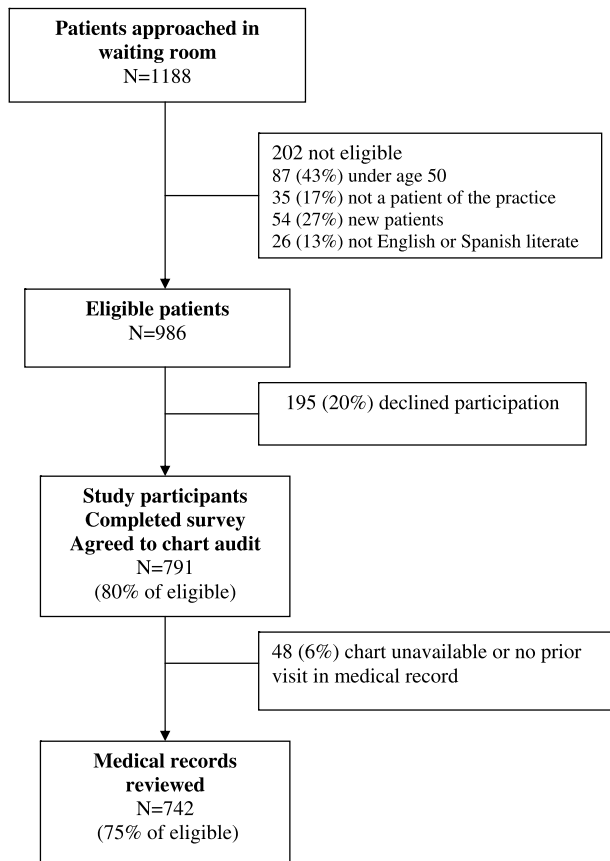 Patients approached in
waiting room
N=1188
202 not eligible
87 (43%) under age 50
35 (17%) not a patient of the practice
54 (27%) new patients
26 (13%) not English or Spanish literate
Eligible patients
N=986
195 (20%) declined participation
Study participants
Completed survey
Agreed to chart audit
N=791
(80% of eligible)
48 (6%) chart unavailable or no prior
visit in medical record
Medical records
reviewed
N=742
(75% of eligible)